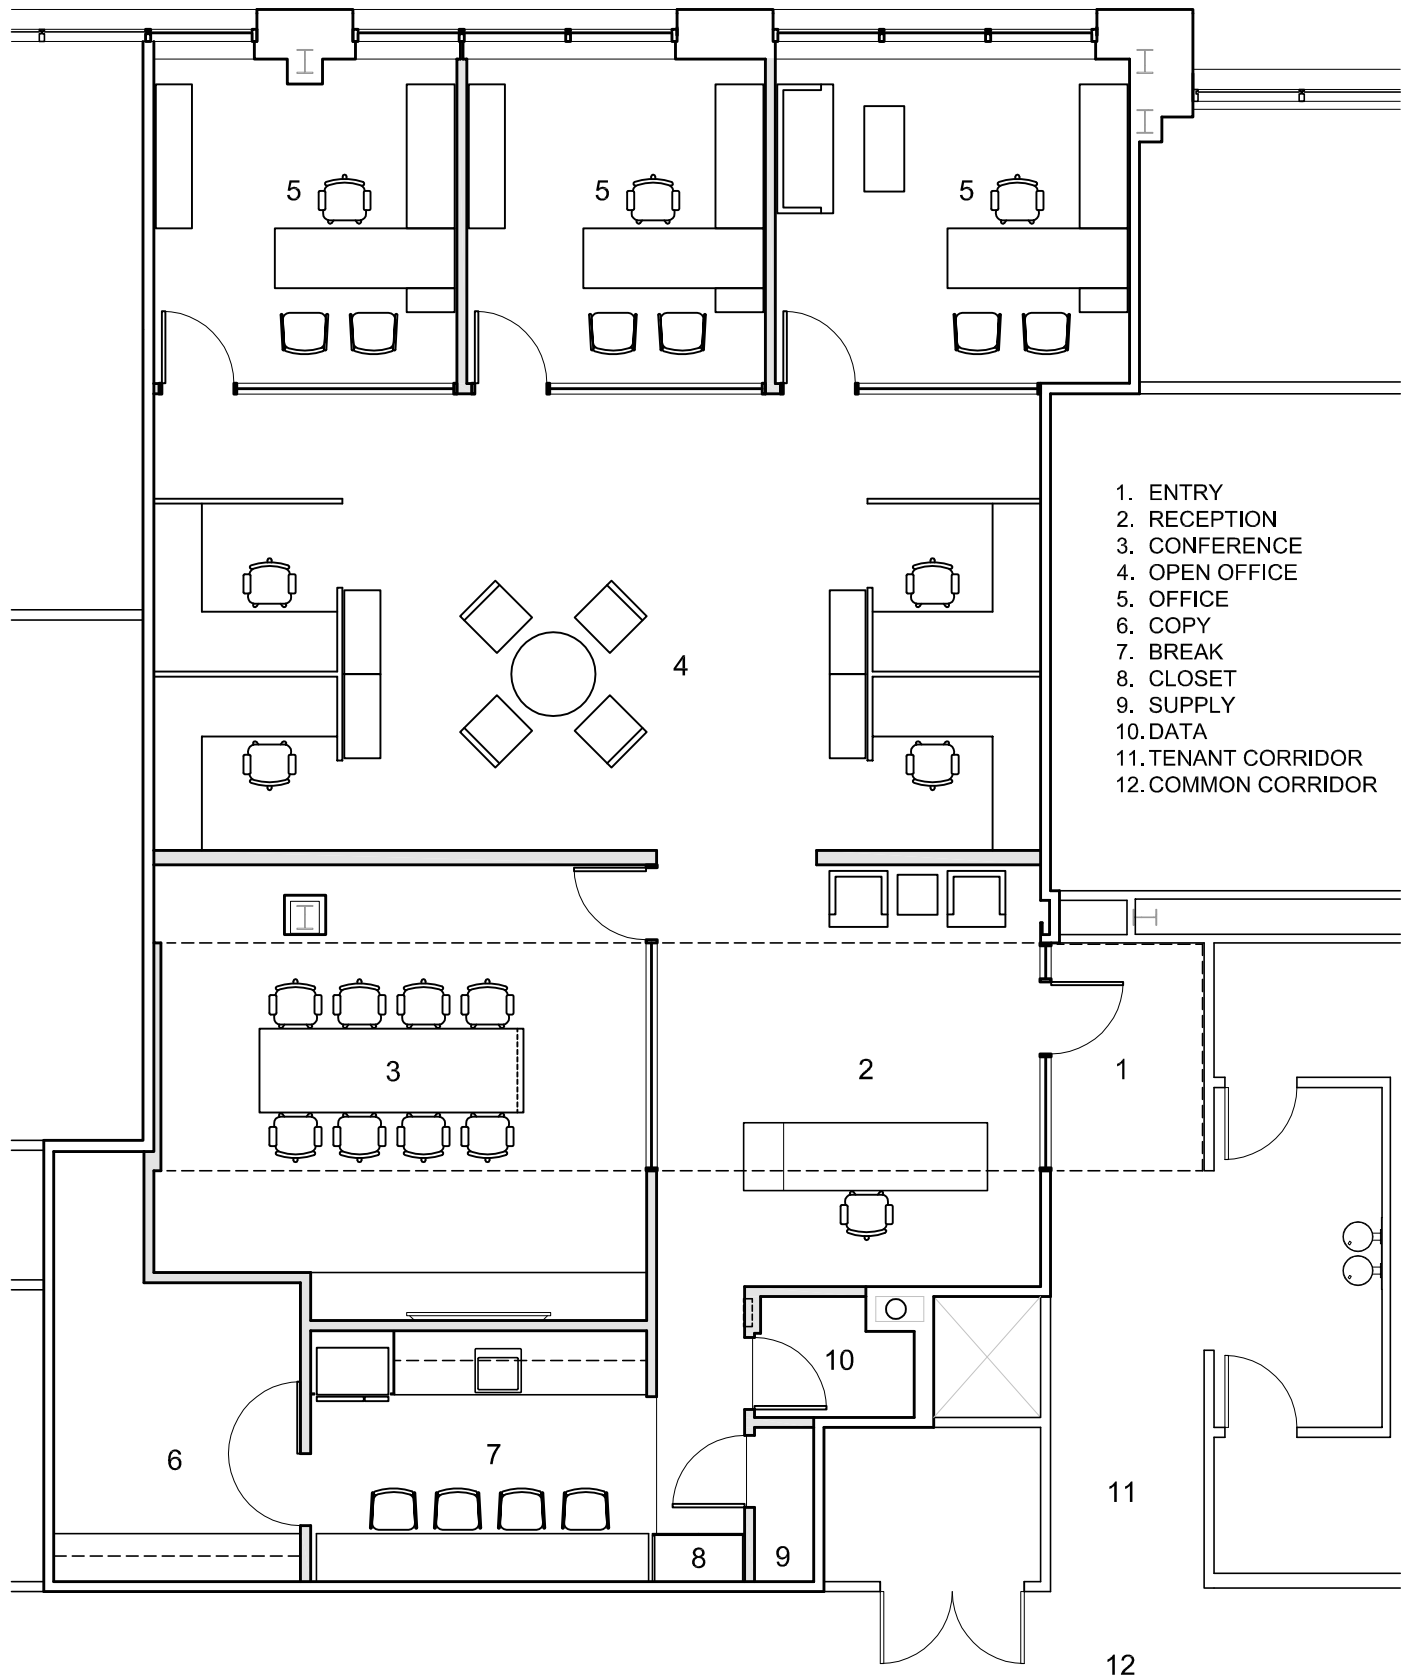 5 5 5
1. ENTRY
2. RECEPTION
3. CONFERENCE
4. OPEN OFFICE
5. OFFICE
6. COPY
7. BREAK
8. CLOSET
9. SUPPLY
10. DATA
11. TENANT CORRIDOR
12. COMMON CORRIDOR
4
3 2 1
10
7
6
11
8 9
12